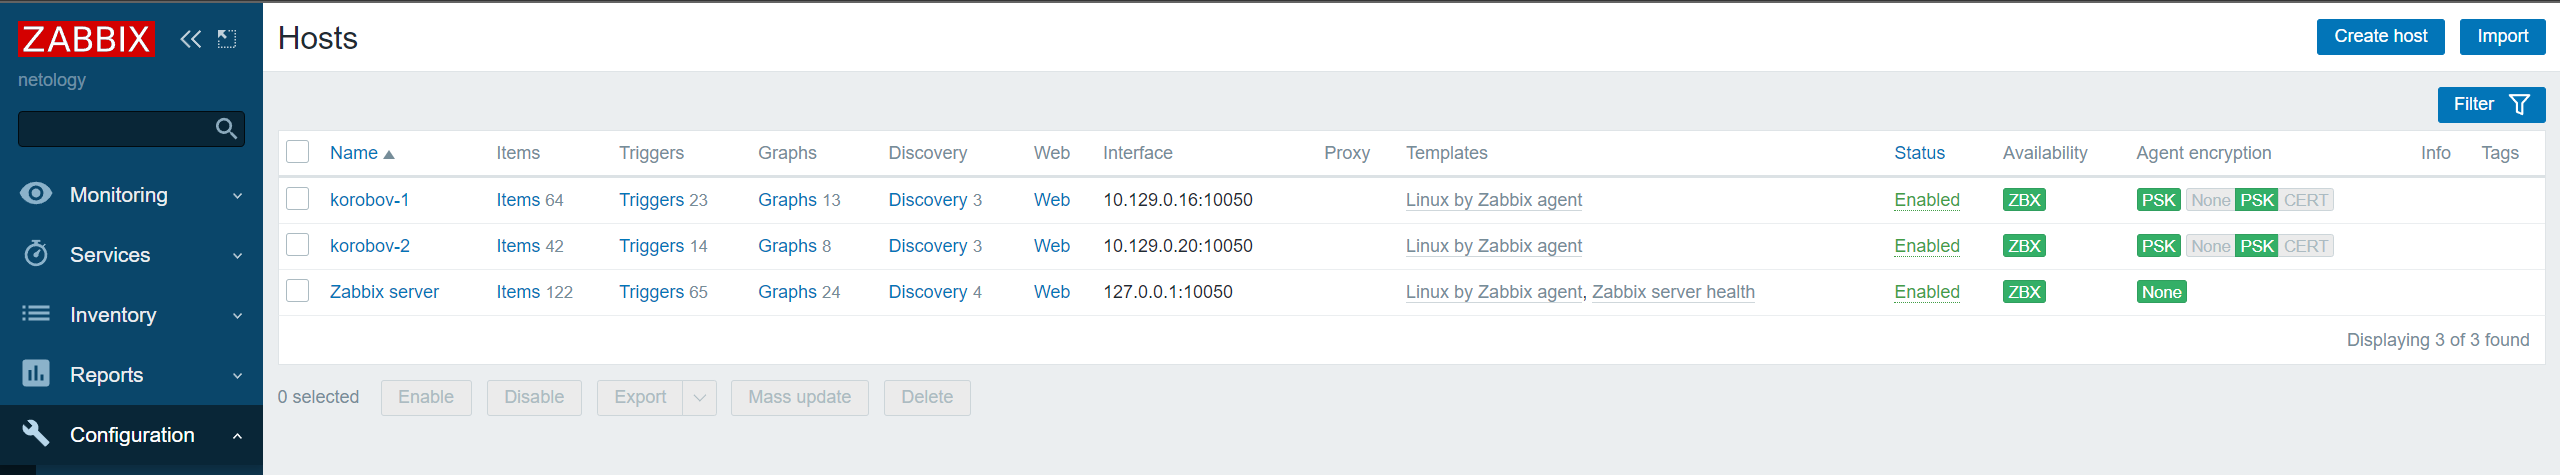 ZABBIX
netology
Monitoring
Services
Inventory
Reports
Configuration
Hosts
Create host Import
Filter
Name Items Triggers Graphs Discovery Web Interface Proxy Templates Status Availability Agent encryption Info Tags
korobov-1 Items 64 Triggers 23 Graphs 13 Discovery 3 Web 10.129.0.16:10050 Linux by Zabbix agent Enabled ZBX PSK None PSK CERT
korobov-2 Items 42 Triggers 14 Graphs 8 Discovery 3 Web 10.129.0.20:10050 Linux by Zabbix agent Enabled ZBX PSK None PSK CERT
Zabbix server Items 122 Triggers 65 Graphs 24 Discovery 4 Web 127.0.0.1:10050 Linux by Zabbix agent, Zabbix server health Enabled ZBX None
Displaying 3 of 3 found
0 selected Enable Disable Export Mass update Delete